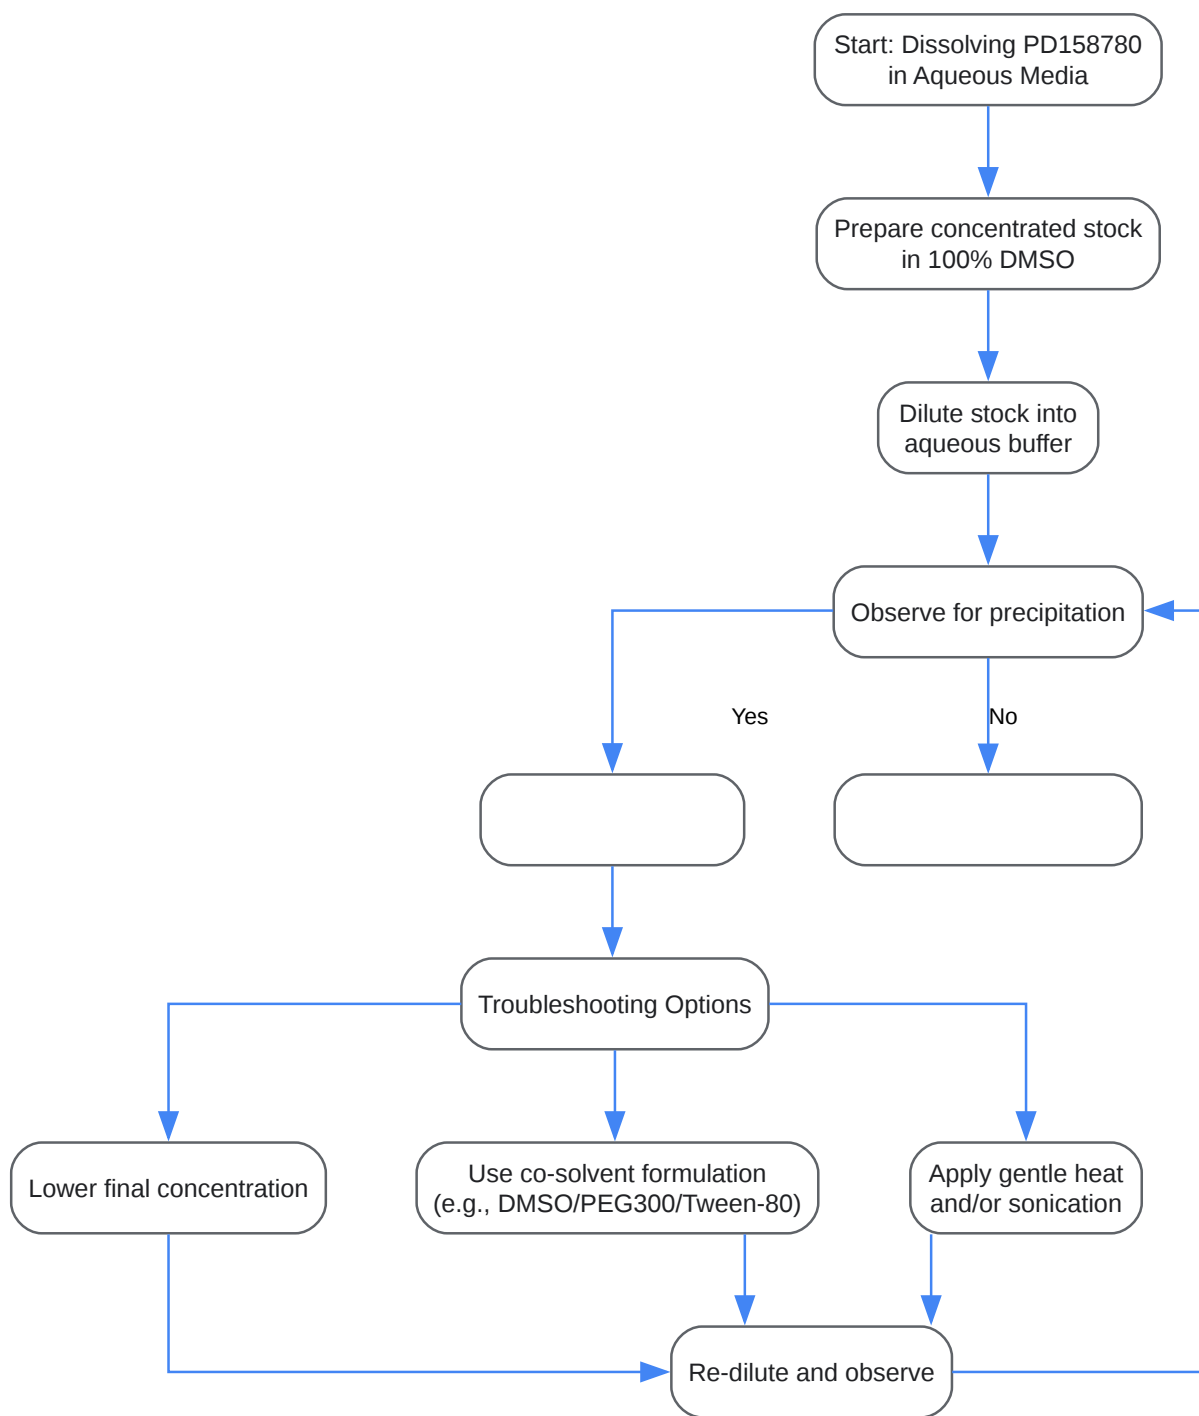 Start: Dissolving PD158780
in Aqueous Media
Prepare concentrated stock
in 100% DMSO
Dilute stock into
aqueous buffer
Observe for precipitation
Yes
No
Troubleshooting Options
Lower final concentration
Use co-solvent formulation
(e.g., DMSO/PEG300/Tween-80)
Apply gentle heat
and/or sonication
Re-dilute and observe